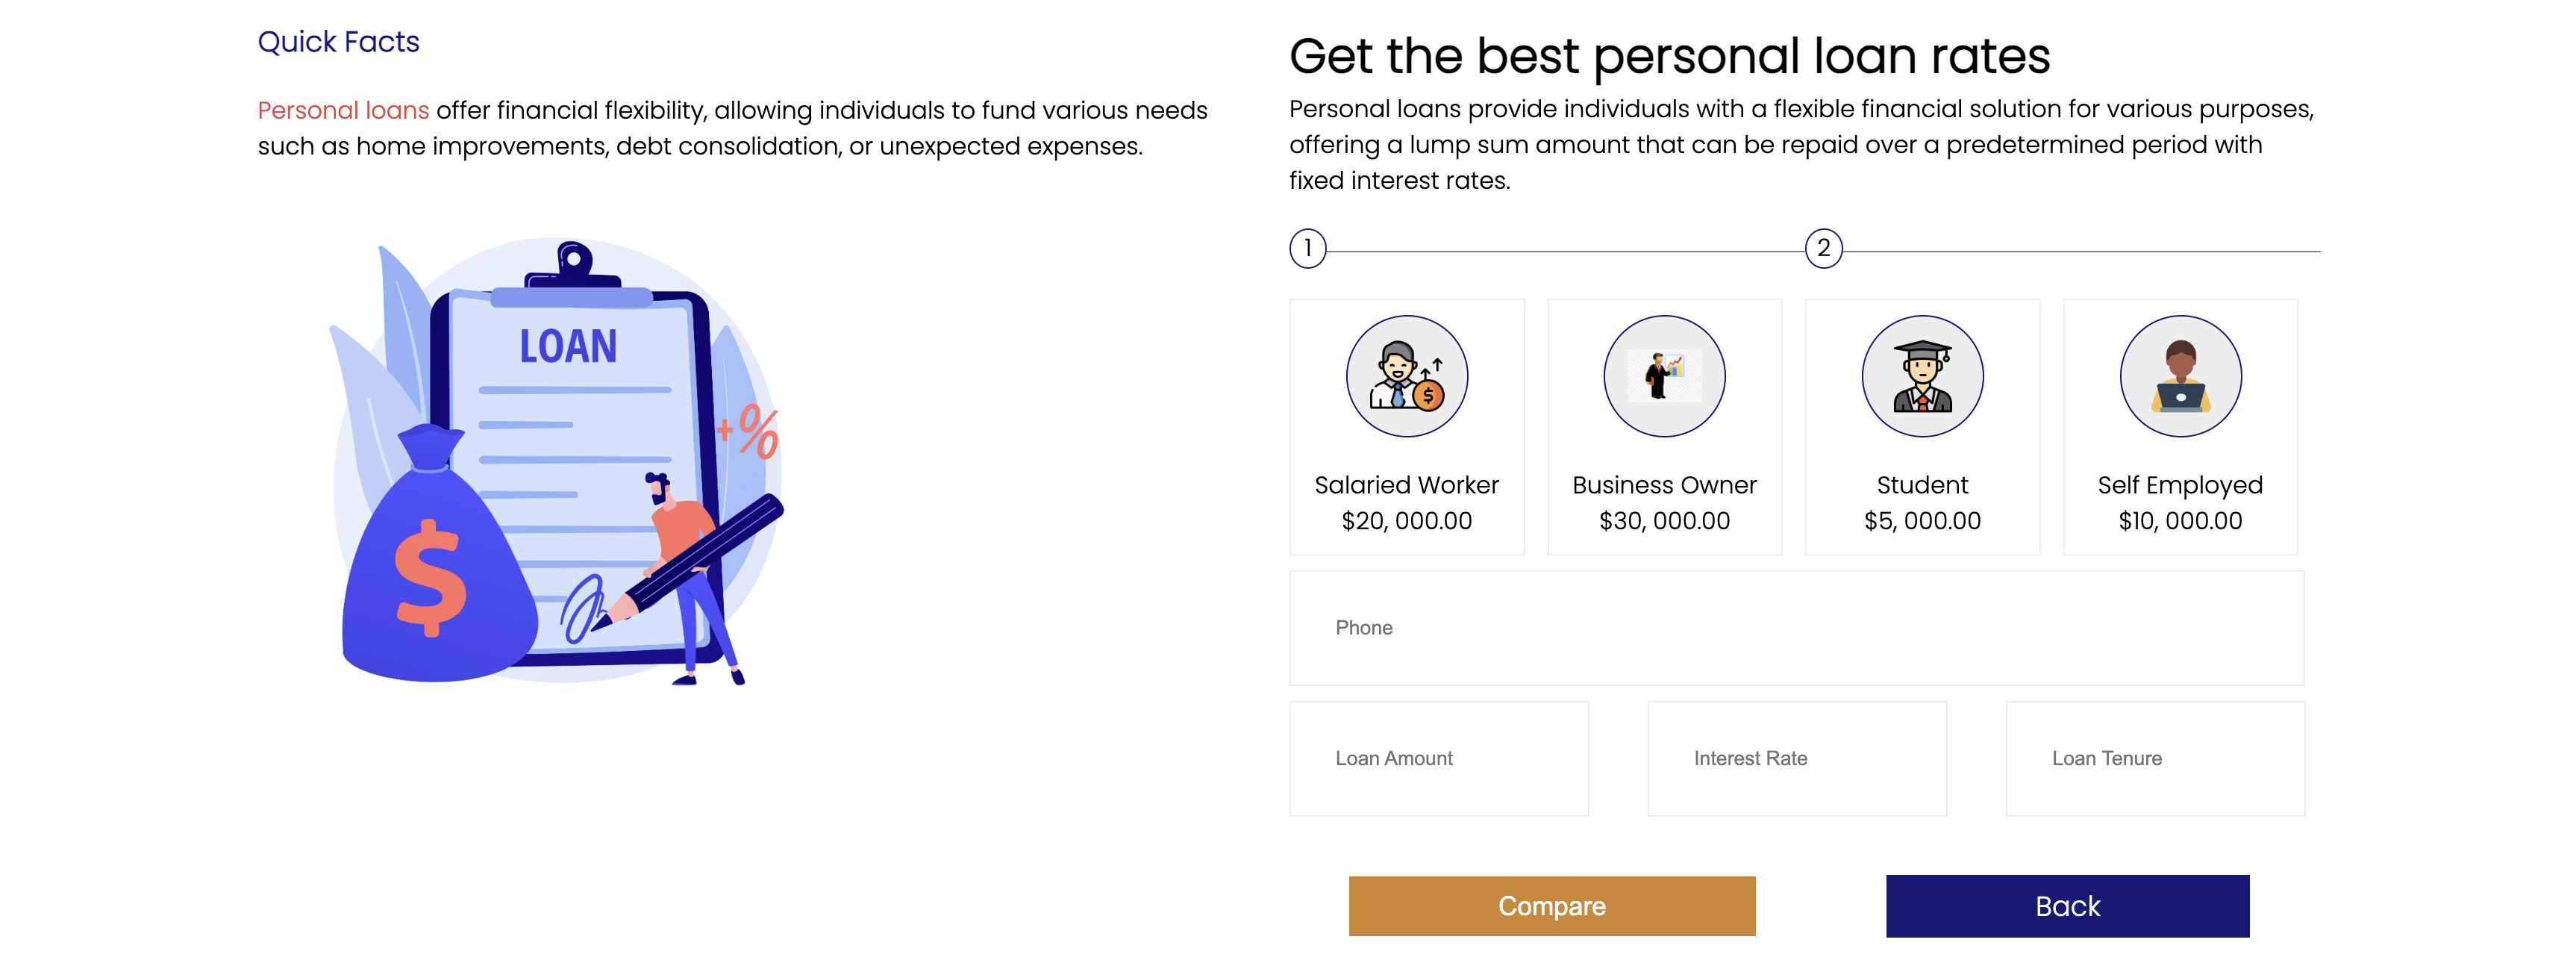 Quick Facts
Personal loans offer financial flexibility, allowing individuals to fund various needs
such as home improvements, debt consolidation, or unexpected expenses.
LOAN
+%
$
Get the best personal loan rates
Personal loans provide individuals with a flexible financial solution for various purposes,
offering a lump sum amount that can be repaid over a predetermined period with
fixed interest rates.
1
2
$
Salaried Worker
$20, 000.00
Business Owner
$30, 000.00
Student
$5, 000.00
Self Employed
$10, 000.00
Phone
Loan Amount
Interest Rate
Loan Tenure
Compare
Back